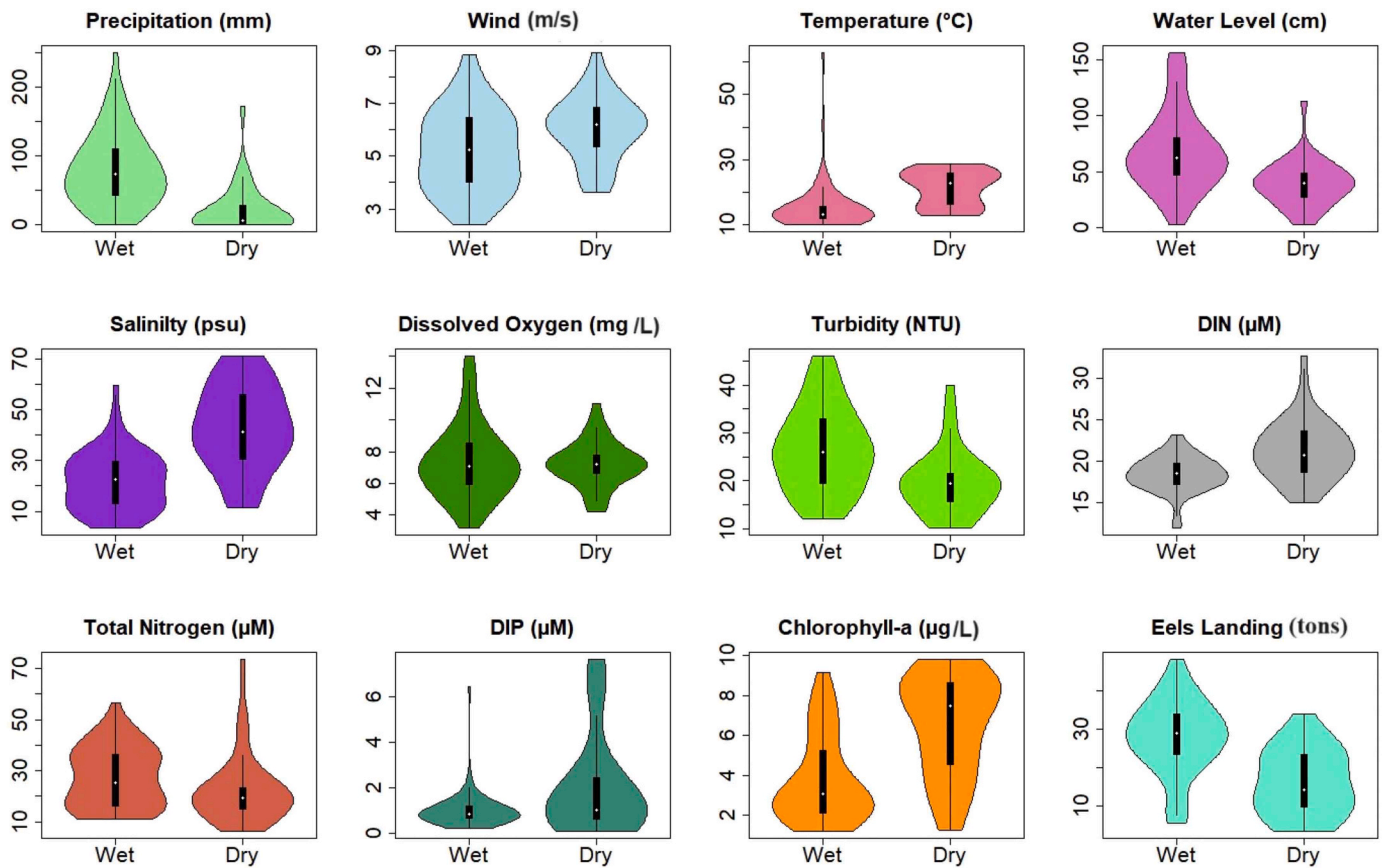 Precipitation (mm)
200
100
0
Wet Dry
Wind (m/s)
9
7
5
3
Wet Dry
Temperature (°C)
50
30
10
Wet Dry
Water Level (cm)
150
100
50
0
Wet Dry
Salinilty (psu)
70
50
30
10
Wet Dry
Dissolved Oxygen (mg /L)
12
8
6
4
Wet Dry
Turbidity (NTU)
40
30
20
10
Wet Dry
DIN (µM)
30
25
20
15
Wet Dry
Total Nitrogen (µM)
70
50
30
10
Wet Dry
DIP (µM)
6
4
2
0
Wet Dry
Chlorophyll-a (µg/L)
10
8
6
4
2
Wet Dry
Eels Landing (tons)
30
10
Wet Dry